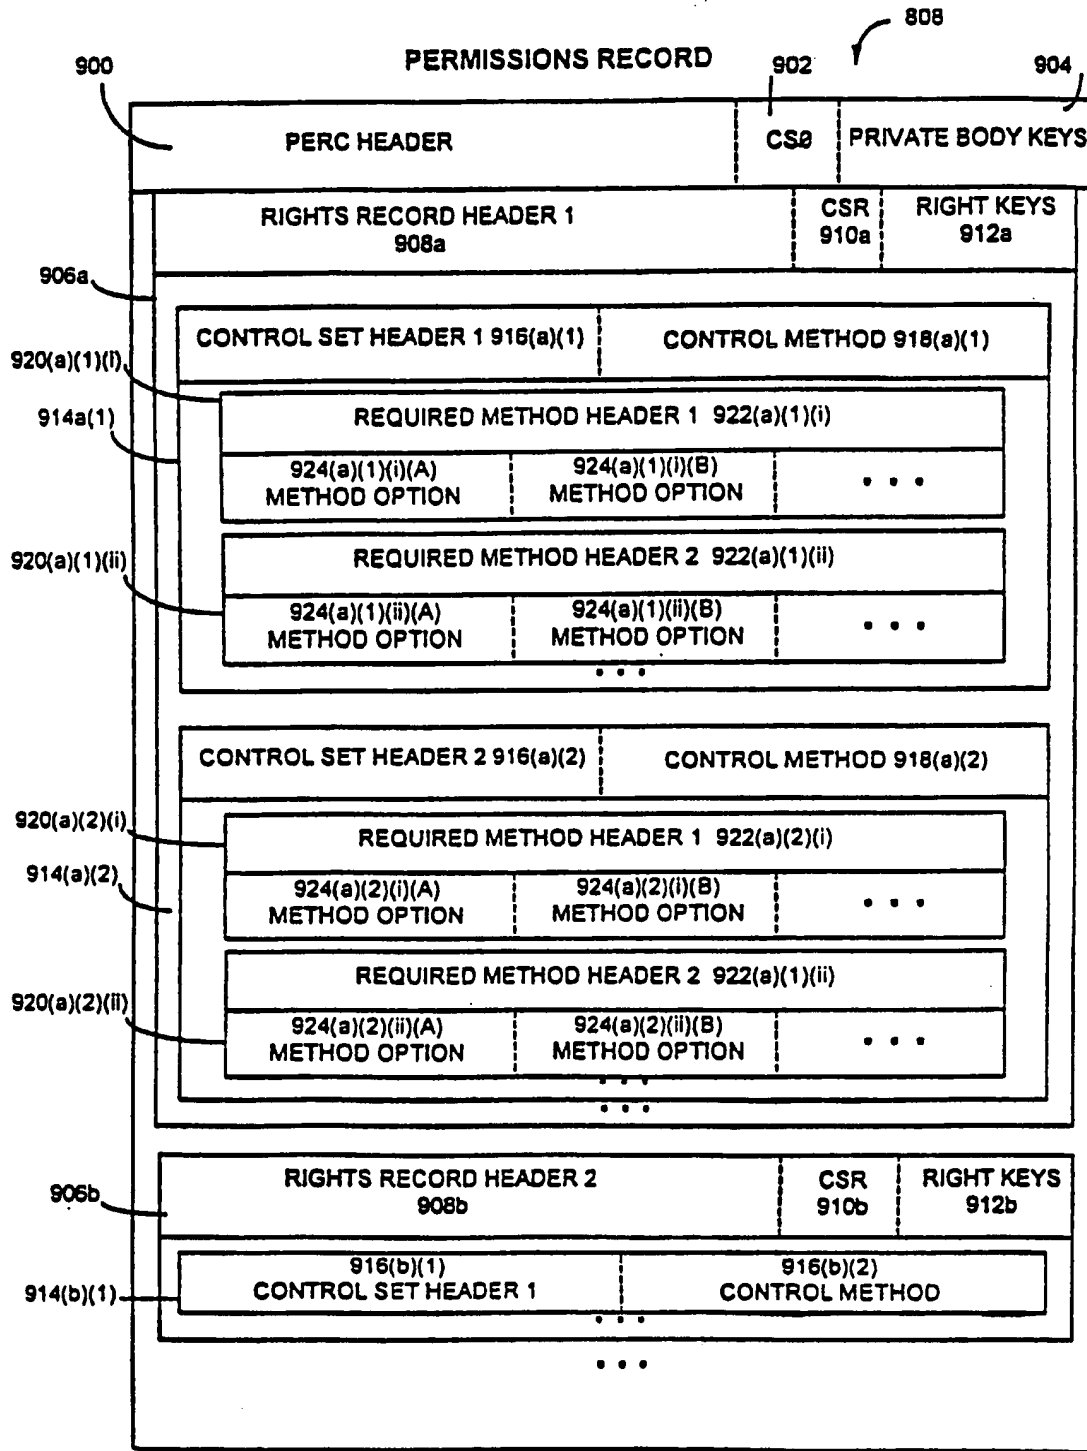 808
PERMISSIONS RECORD
900
902
904
PERC HEADER
CS0
PRIVATE BODY KEYS
RIGHTS RECORD HEADER 1
908a
CSR
910a
RIGHT KEYS
912a
906a
CONTROL SET HEADER 1 916(a)(1)
CONTROL METHOD 918(a)(1)
920(a)(1)(i)
914a(1)
REQUIRED METHOD HEADER 1 922(a)(1)(i)
924(a)(1)(i)(A)
METHOD OPTION
924(a)(1)(i)(B)
METHOD OPTION
• • •
920(a)(1)(ii)
REQUIRED METHOD HEADER 2 922(a)(1)(ii)
924(a)(1)(ii)(A)
METHOD OPTION
924(a)(1)(ii)(B)
METHOD OPTION
• • •
• • •
CONTROL SET HEADER 2 916(a)(2)
CONTROL METHOD 918(a)(2)
920(a)(2)(i)
914(a)(2)
REQUIRED METHOD HEADER 1 922(a)(2)(i)
924(a)(2)(i)(A)
METHOD OPTION
924(a)(2)(i)(B)
METHOD OPTION
• • •
920(a)(2)(ii)
REQUIRED METHOD HEADER 2 922(a)(1)(ii)
924(a)(2)(ii)(A)
METHOD OPTION
924(a)(2)(ii)(B)
METHOD OPTION
• • •
• • •
• • •
906b
RIGHTS RECORD HEADER 2
908b
CSR
910b
RIGHT KEYS
912b
914(b)(1)
916(b)(1)
CONTROL SET HEADER 1
916(b)(2)
CONTROL METHOD
• • •
• • •